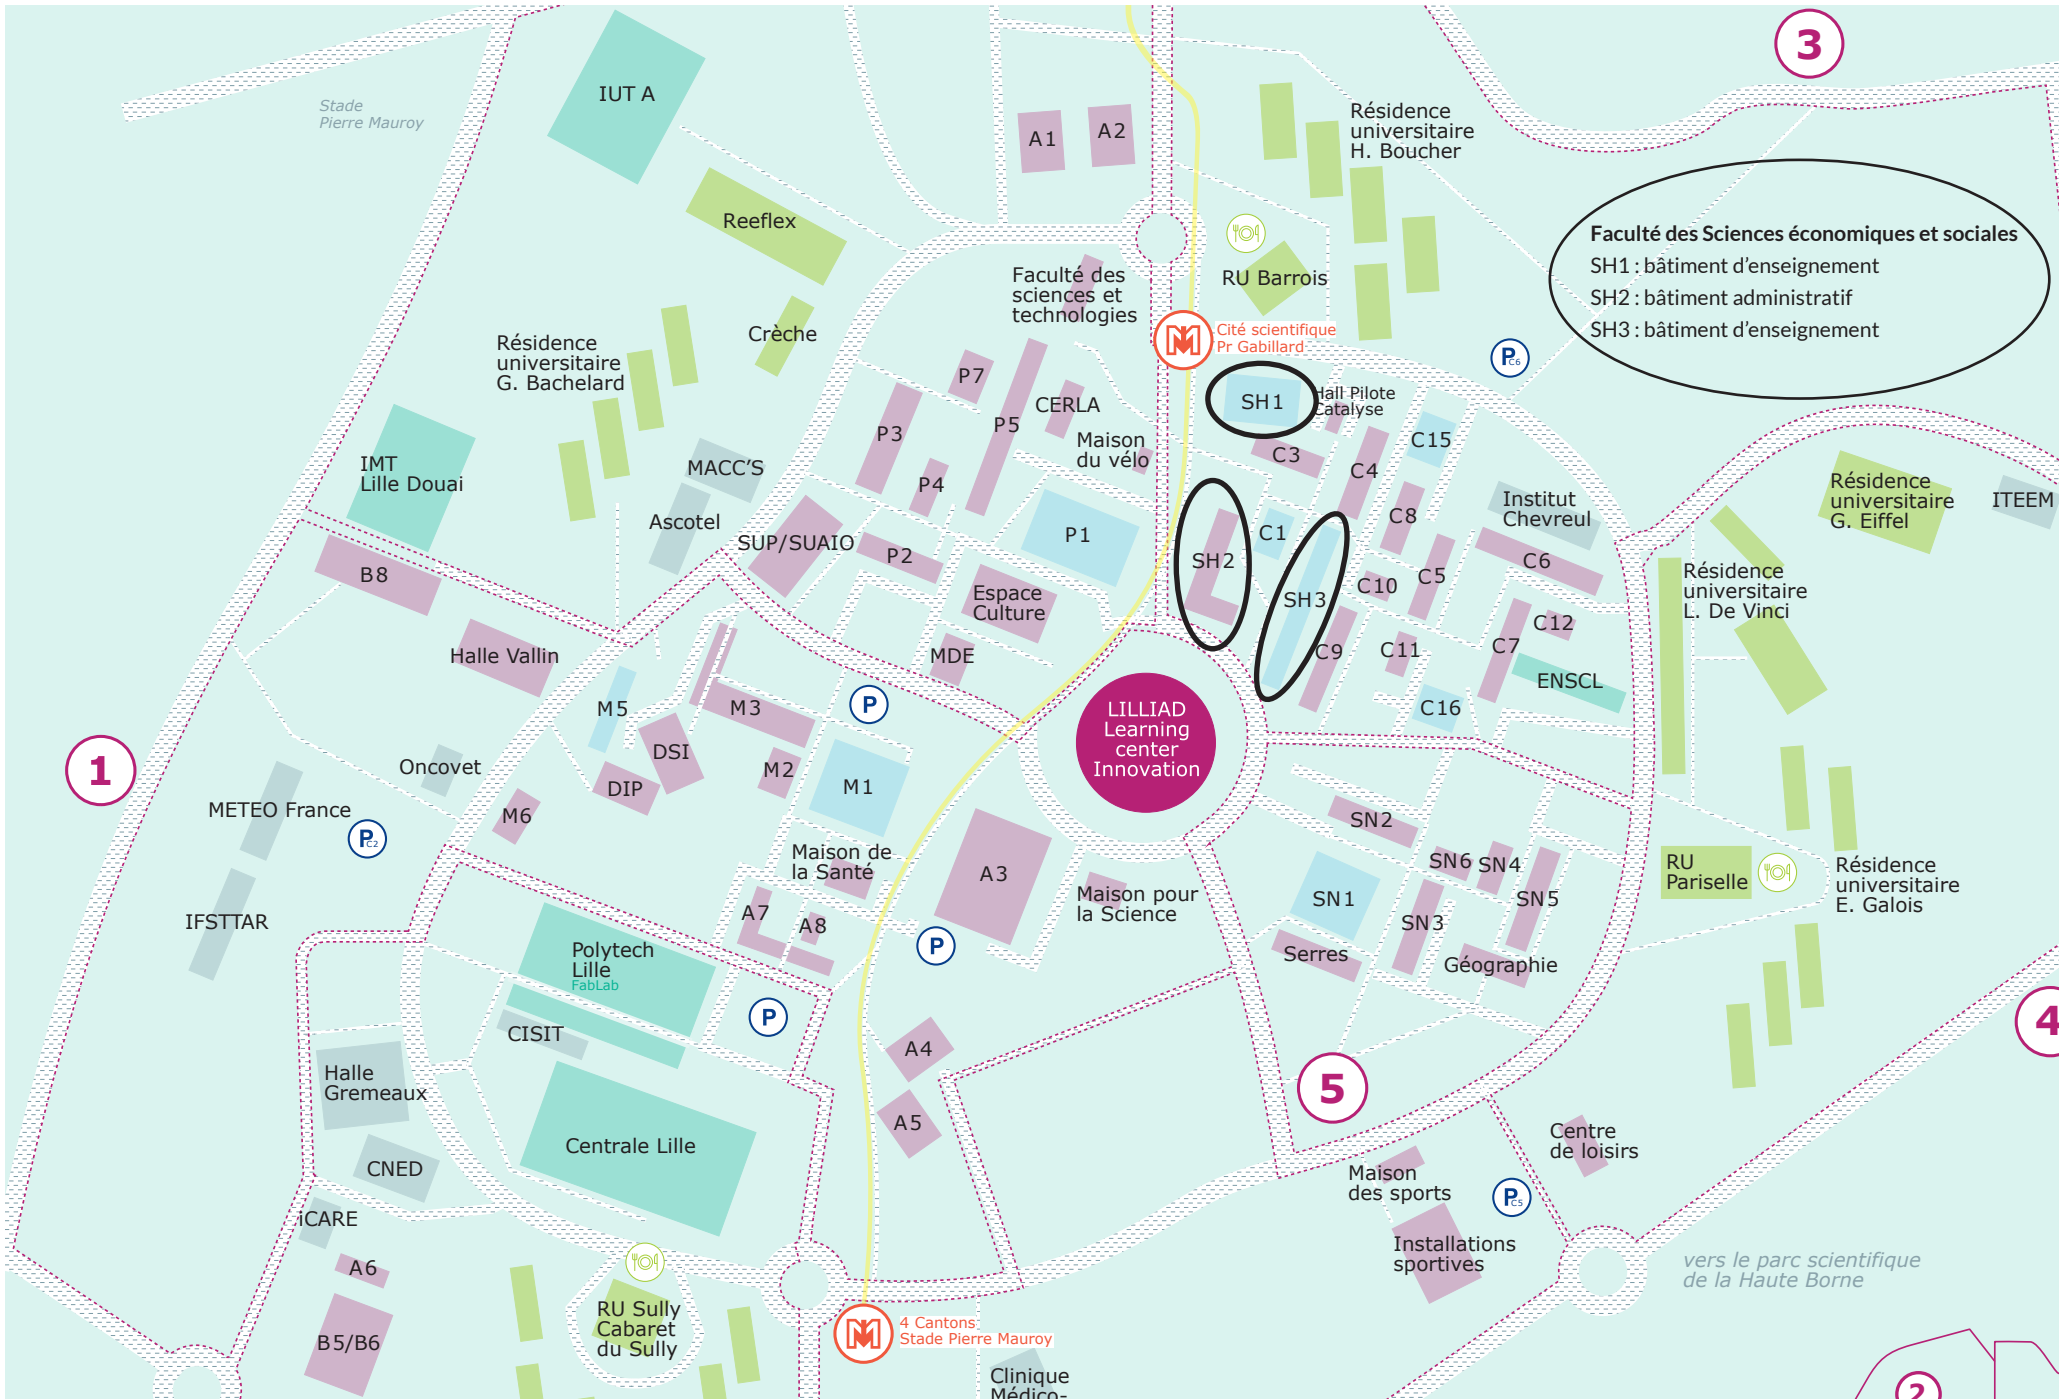 3
Stade
Pierre Mauroy
IUT A
A1
A2
Résidence
universitaire
H. Boucher
Reeflex
Faculté des Sciences économiques et sociales
SH1 : bâtiment d'enseignement
SH2 : bâtiment administratif
SH3 : bâtiment d'enseignement
Faculté des
sciences et
technologies
RU Barrois
Crèche
Cité scientifique
Pr Gabillard
Résidence
universitaire
G. Bachelard
P C6
P7
CERLA
SH1
Hall Pilote
Catalyse
P3
P5
Maison
du vélo
C3
C15
C4
IMT
Lille Douai
MACC'S
P4
Institut
Chevreul
Résidence
universitaire
G. Eiffel
ITEEM
Ascotel
SUP/SUAIO
P1
C1
C8
P2
SH2
C6
B8
C10
C5
Résidence
universitaire
L. De Vinci
Espace
Culture
SH3
C12
Halle Vallin
MDE
C9
C11
C7
ENSCL
M5
M3
P
LILLIAD
Learning
center
Innovation
C16
DSI
1
Oncovet
M2
M1
DIP
METEO France
M6
P C2
SN2
Maison de
la Santé
A3
SN6
SN4
RU
Pariselle
Résidence
universitaire
E. Galois
Maison pour
la Science
SN1
SN5
A7
A8
SN3
IFSTTAR
P
Serres
Géographie
Polytech
Lille
FabLab
P
CISIT
4
A4
5
Halle
Gremeaux
A5
Centre
de loisirs
Centrale Lille
CNED
Maison
des sports
P C5
iCARE
Installations
sportives
vers le parc scientifique
de la Haute Borne
A6
RU Sully
Cabaret
du Sully
4 Cantons
Stade Pierre Mauroy
B5/B6
Clinique
Médico-
2